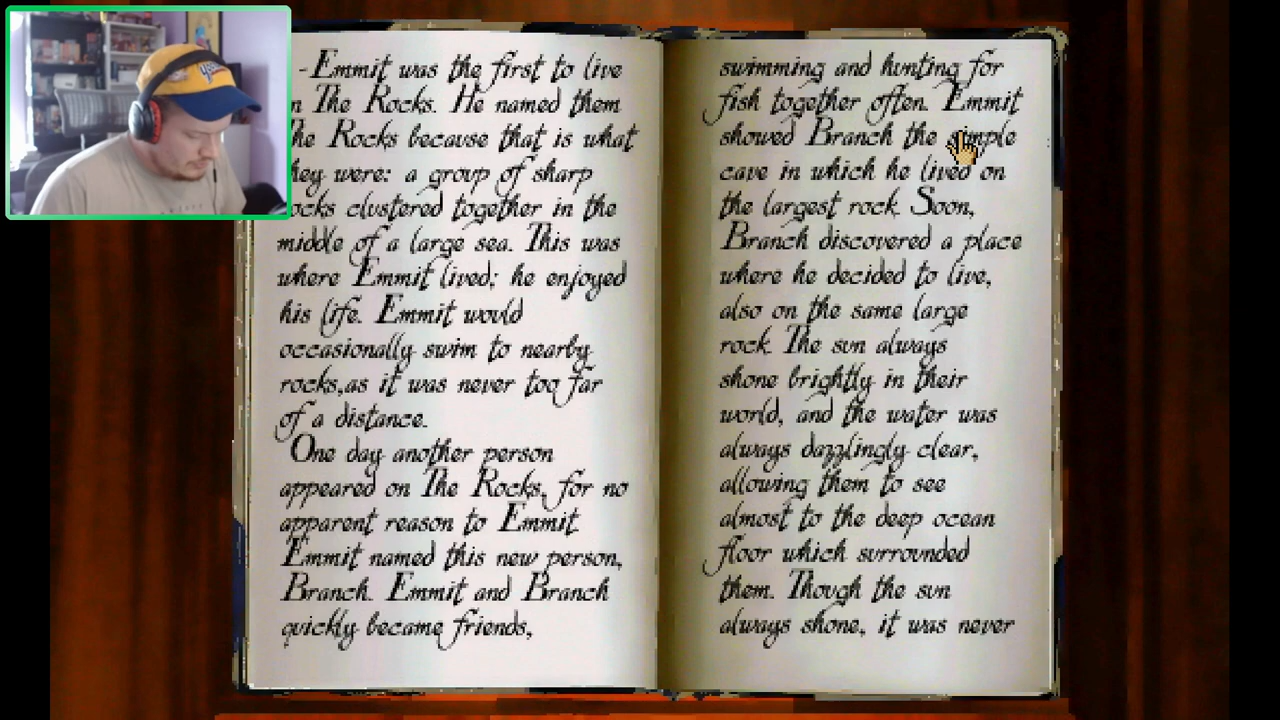 -Emmit was the first to live
The Rocks. He named them
Rocks because that is what
were: a group of sharp
clustered together in the
middle of a large sea. This was
where Emmit lived; he enjoyed
his life. Emmit would
occasionally swim to nearby
rocks,as it was never too far
of a distance.
One day another person
appeared on The Rocks, for no
apparent reason to Emmit
Emmit named this new person,
Branch. Emmit and Branch
quickly became friends,
swimming and hunting for
fish together often. Emmit
showed Branch the simple
cave in which he lived on
the largest rock. Soon,
Branch discovered a place
where he decided to live,
also on the same large
rock. The sun always
shone brightly in their
world, and the water was
always dazzlingly clear,
allowing them to see
almost to the deep ocean
floor which surrounded
them. Though the sun
always shone, it was never